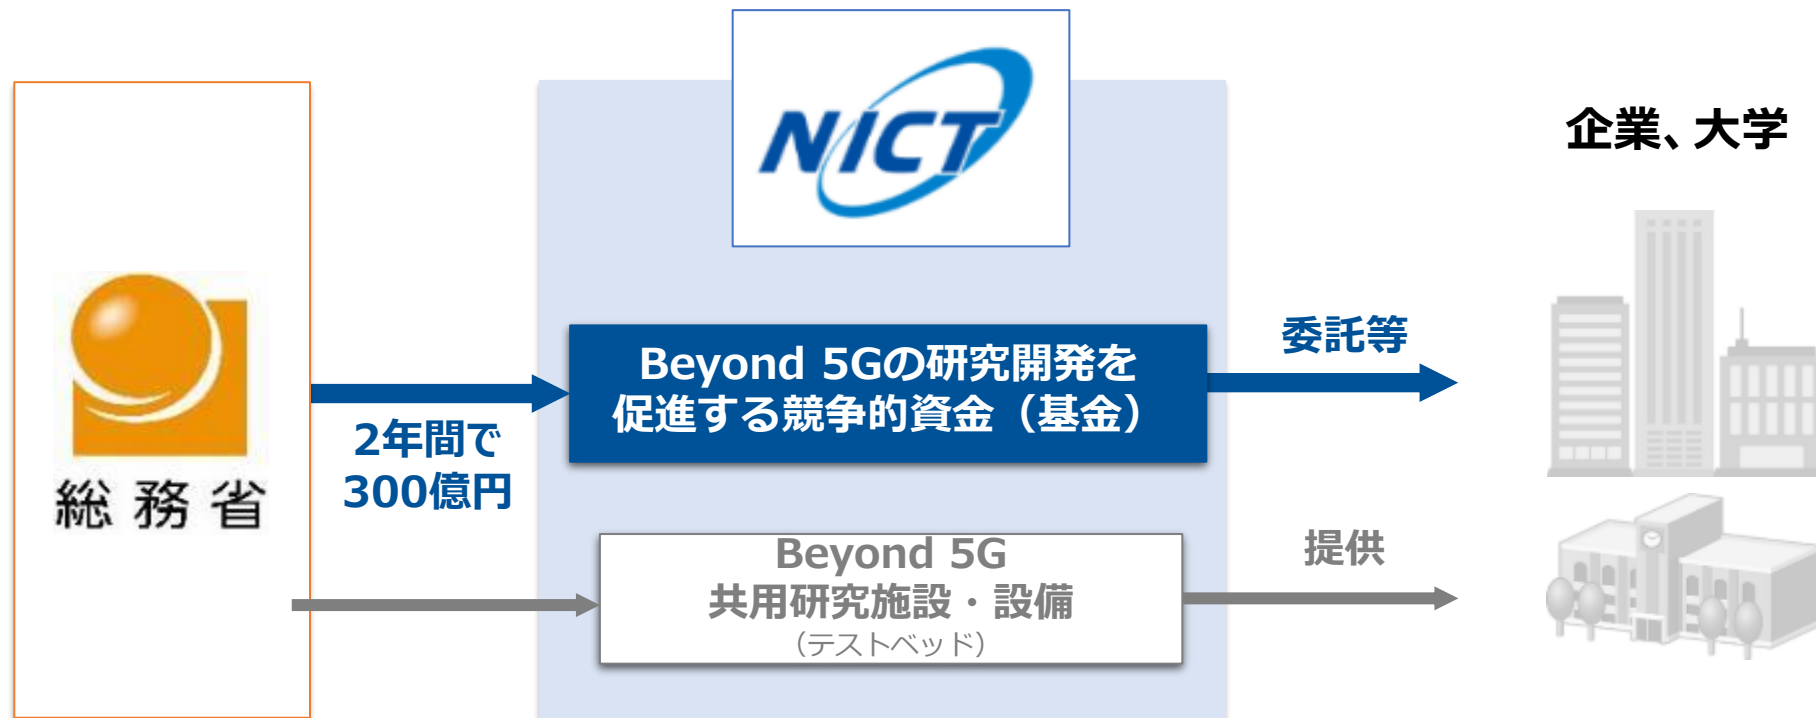 総務省
2年間で
300億円
NICT
Beyond 5Gの研究開発を
促進する競争的資金（基金）
Beyond 5G
共用研究施設・設備
（テストベッド）
委託等
提供
企業、大学